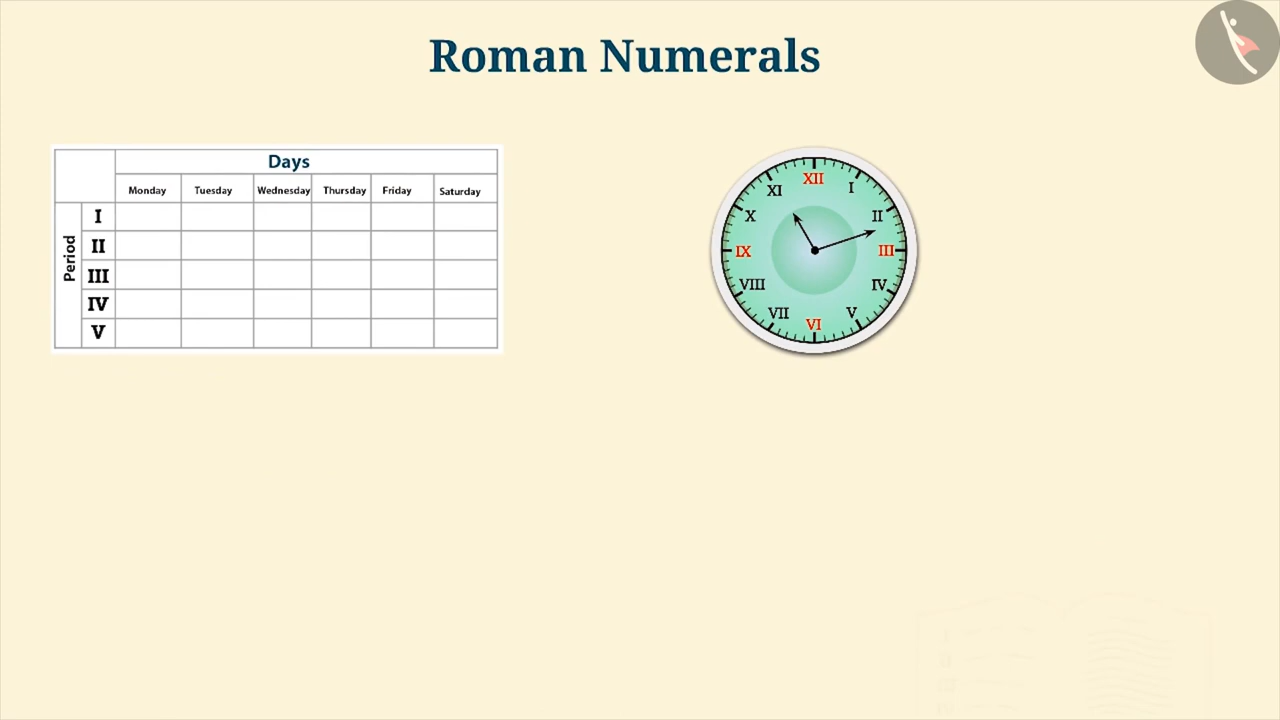 Roman Numerals
Days
Monday Tuesday Wednesday Thursday Friday Saturday
Period
I
II
III
IV
V
XII
I
II
III
IV
V
VI
VII
VIII
IX
X
XI